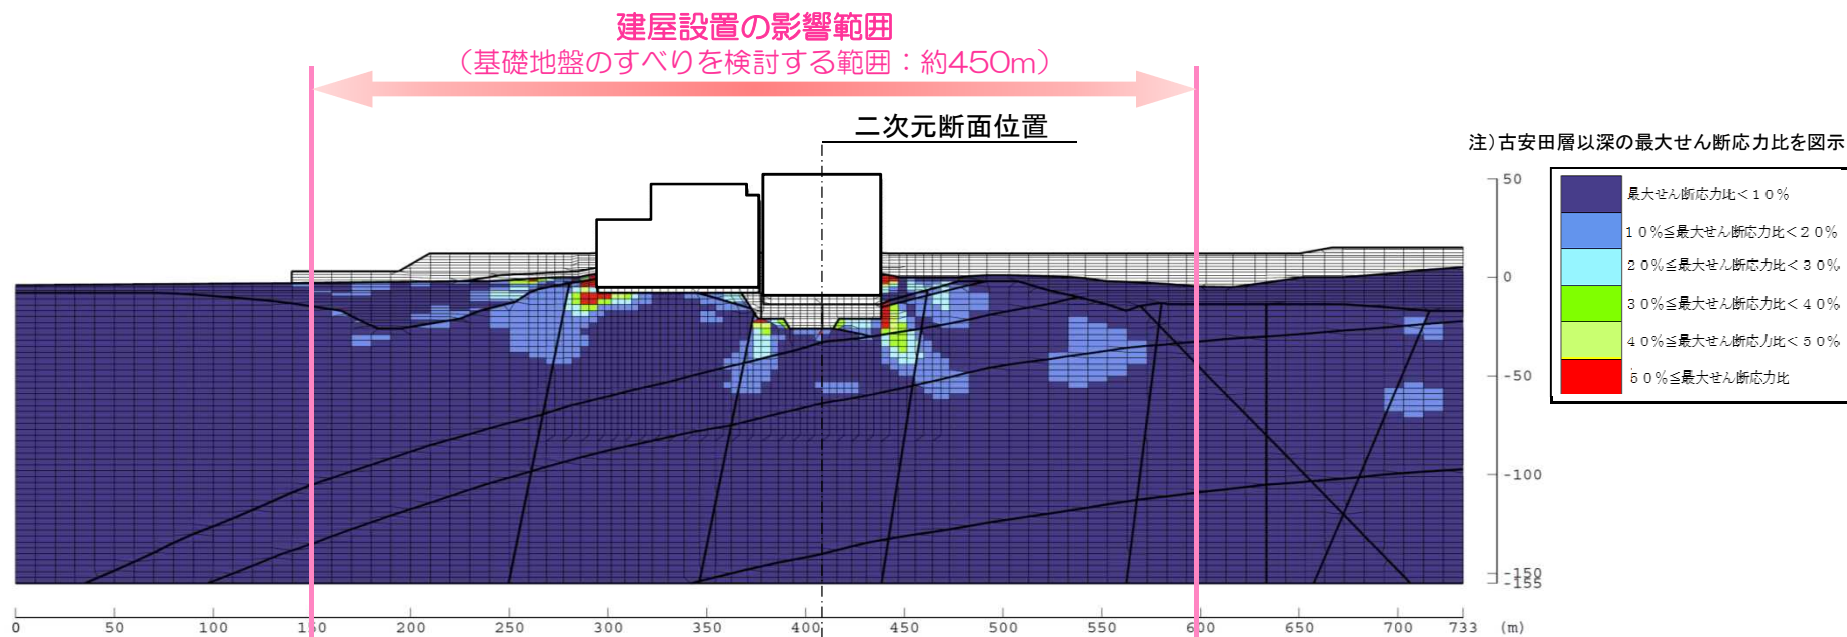 建屋設置の影響範囲
（基礎地盤のすべりを検討する範囲：約450m）
二次元断面位置
注）古安田層以深の最大せん断応力比を図示
最大せん断応力比＜１０％
１０％≦最大せん断応力比＜２０％
２０％≦最大せん断応力比＜３０％
３０％≦最大せん断応力比＜４０％
４０％≦最大せん断応力比＜５０％
５０％≦最大せん断応力比
50
0
-50
-100
-150
-155
0 50 100 150 200 250 300 350 400 450 500 550 600 650 700 733 (m)